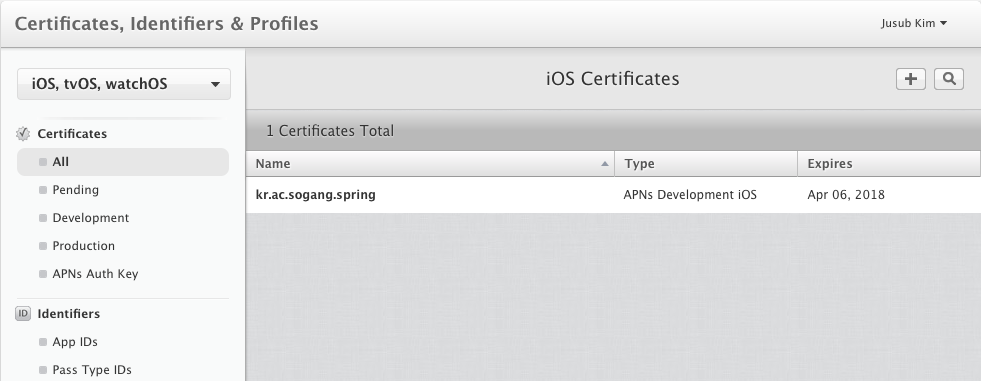 Certificates, Identifiers & Profiles
Jusub Kim
iOS, tvOS, watchOS
Certificates
All
Pending
Development
Production
APNs Auth Key
ID Identifiers
App IDs
Pass Type IDs
iOS Certificates
1 Certificates Total
Name Type Expires
kr.ac.sogang.spring APNs Development iOS Apr 06, 2018